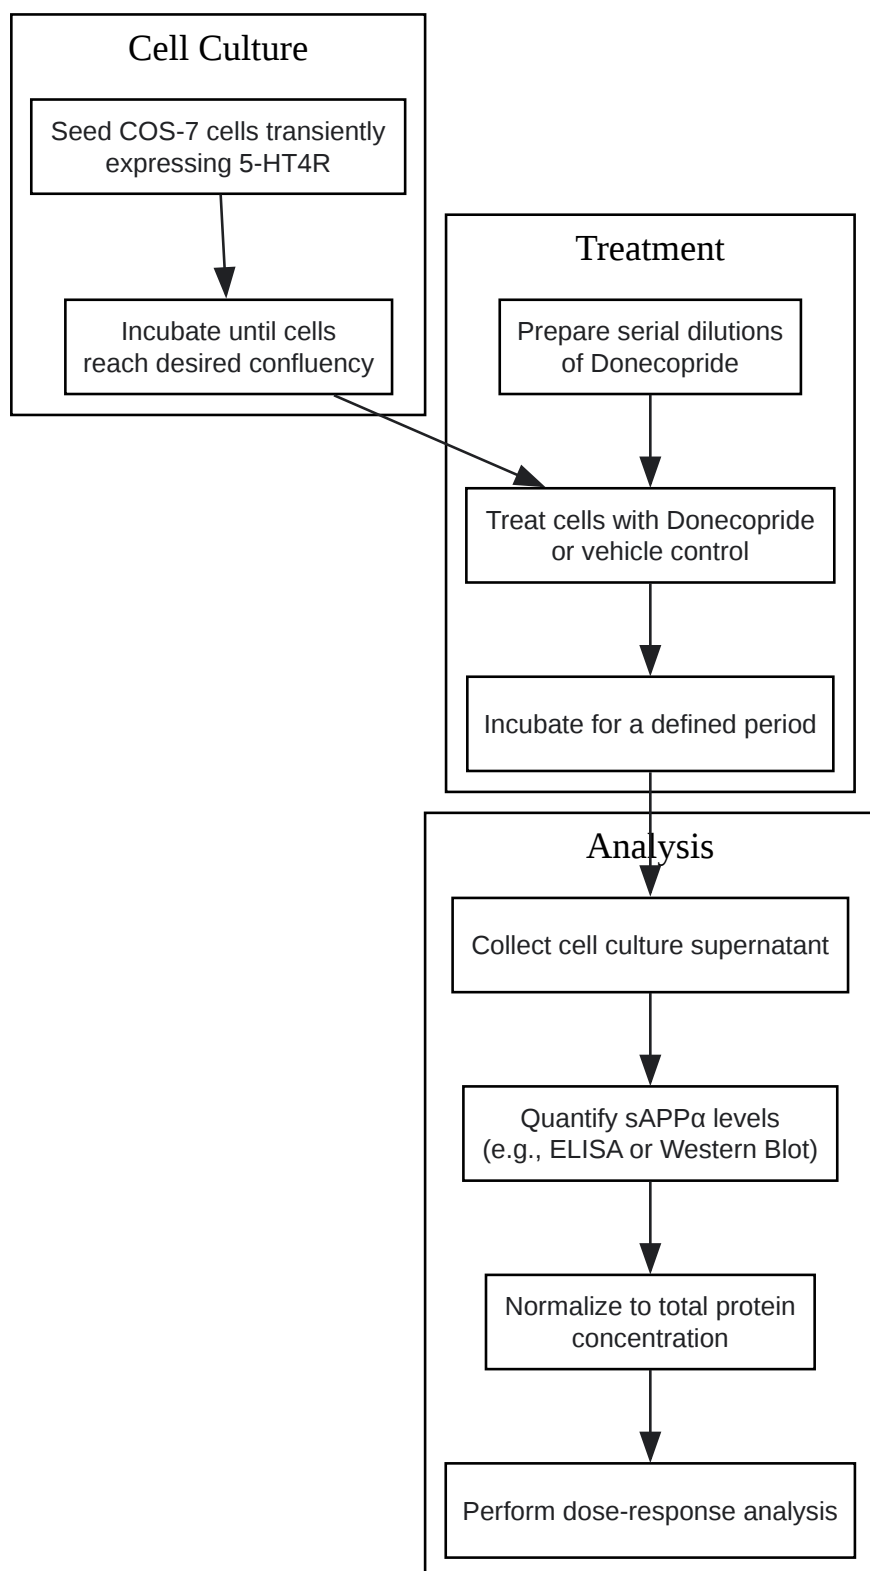 Cell Culture
Seed COS-7 cells transiently
expressing 5-HT4R
Incubate until cells
reach desired confluency
Treatment
Prepare serial dilutions
of Donecopride
Treat cells with Donecopride
or vehicle control
Incubate for a defined period
Analysis
Collect cell culture supernatant
Quantify sAPPα levels
(e.g., ELISA or Western Blot)
Normalize to total protein
concentration
Perform dose-response analysis